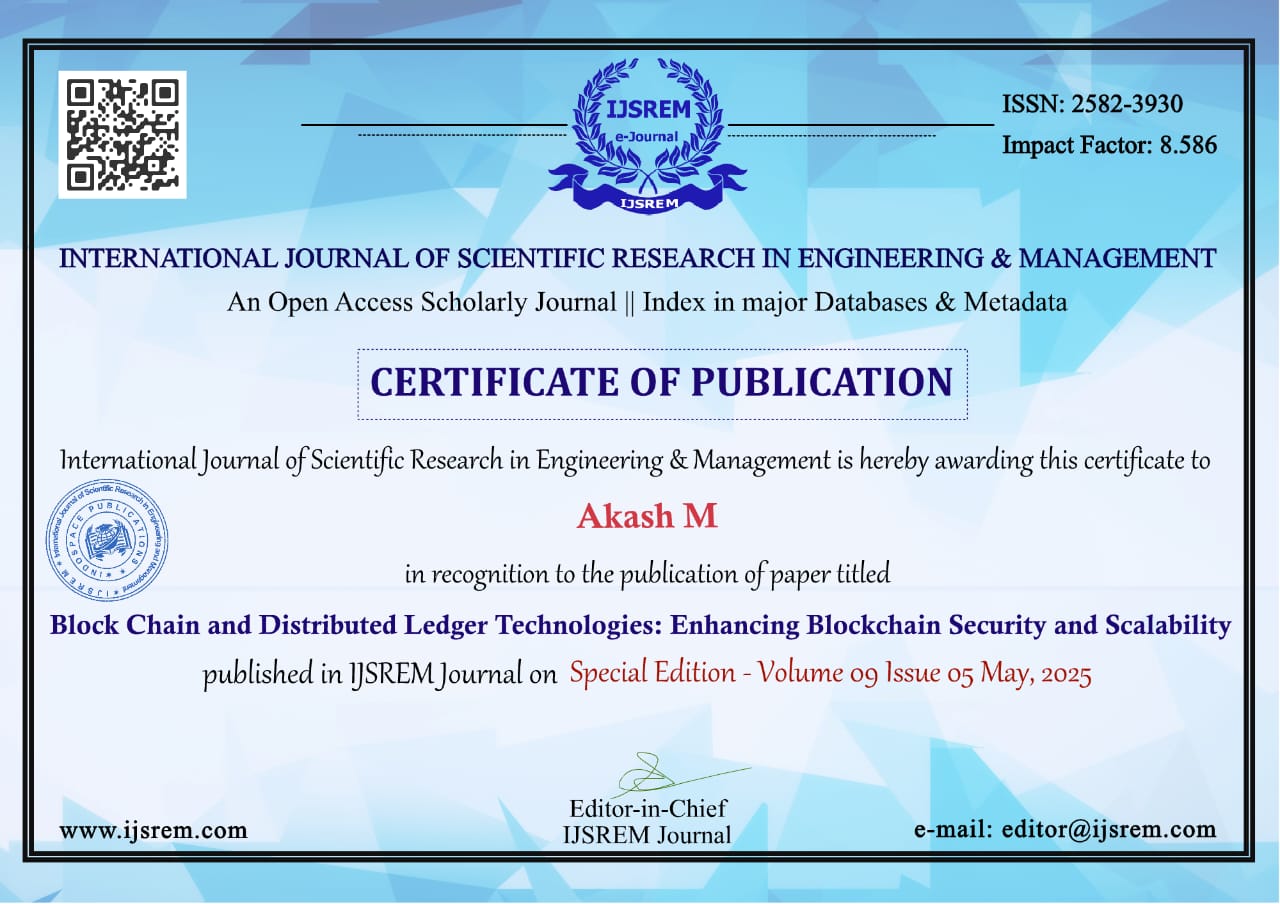 IJSREM
e-Journal
IJSREM
ISSN: 2582-3930
Impact Factor: 8.586
INTERNATIONAL JOURNAL OF SCIENTIFIC RESEARCH IN ENGINEERING & MANAGEMENT
An Open Access Scholarly Journal || Index in major Databases & Metadata
CERTIFICATE OF PUBLICATION
International Journal of Scientific Research in Engineering & Management is hereby awarding this certificate to
Akash M
International Journal of Scientific Research in Engineering and Management
IJSREM
INDOSPACE PUBLICATIONS
in recognition to the publication of paper titled
Block Chain and Distributed Ledger Technologies: Enhancing Blockchain Security and Scalability
published in IJSREM Journal on Special Edition - Volume 09 Issue 05 May, 2025
Editor-in-Chief
IJSREM Journal
www.ijsrem.com
e-mail: editor@ijsrem.com